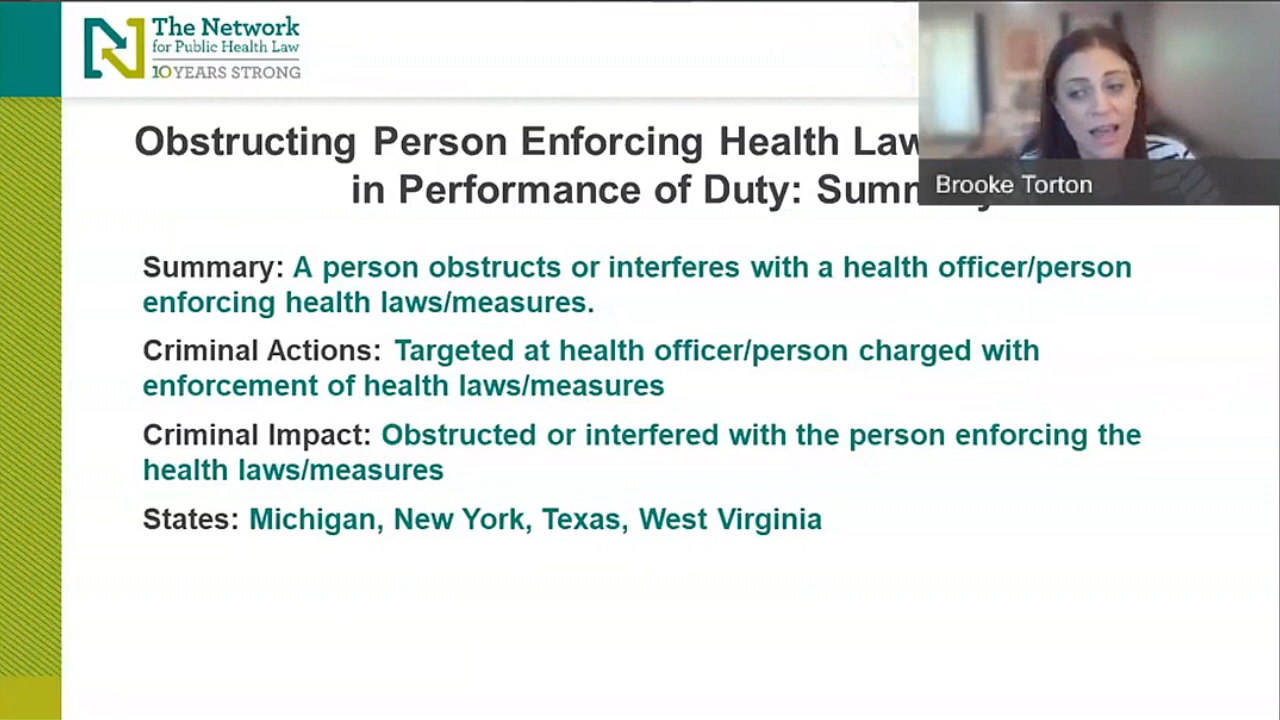 The Network
for Public Health Law
10 YEARS STRONG
Obstructing Person Enforcing Health Law
in Performance of Duty:
Brooke Torton
Summary: A person obstructs or interferes with a health officer/person
enforcing health laws/measures.
Criminal Actions: Targeted at health officer/person charged with
enforcement of health laws/measures
Criminal Impact: Obstructed or interfered with the person enforcing the
health laws/measures
States: Michigan, New York, Texas, West Virginia